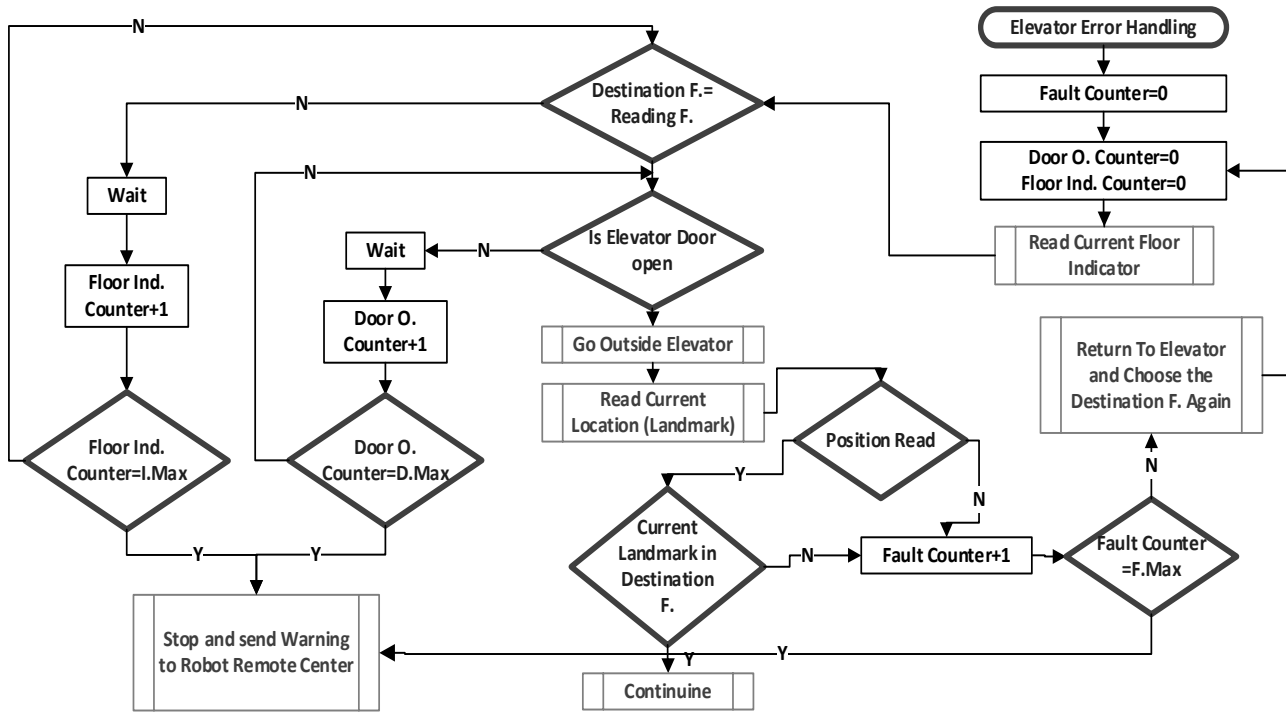 N
Elevator Error Handling
Destination F.=
Reading F.
Fault Counter=0
N
Door O. Counter=0
Floor Ind. Counter=0
N
Wait
Is Elevator Door
open
Wait
N
Read Current Floor
Indicator
Floor Ind.
Counter+1
Door O.
Counter+1
Go Outside Elevator
Return To Elevator
and Choose the
Destination F. Again
Read Current
Location (Landmark)
Position Read
Floor Ind.
Counter=I.Max
Door O.
Counter=D.Max
Y
N
N
Current
Landmark in
Destination
F.
N
Fault Counter+1
Fault Counter
=F.Max
Y
Y
Stop and send Warning
to Robot Remote Center
Y
Y
Continuine